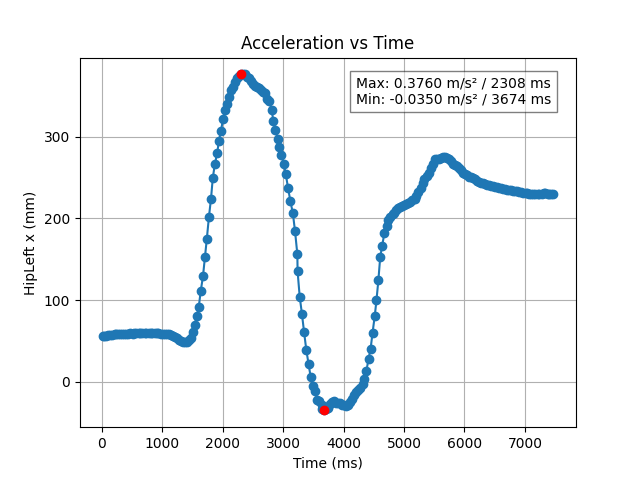 Acceleration vs Time
Max: 0.3760 m/s² / 2308 ms
Min: -0.0350 m/s² / 3674 ms
HipLeft x (mm)
300
200
100
0
0 1000 2000 3000 4000 5000 6000 7000
Time (ms)